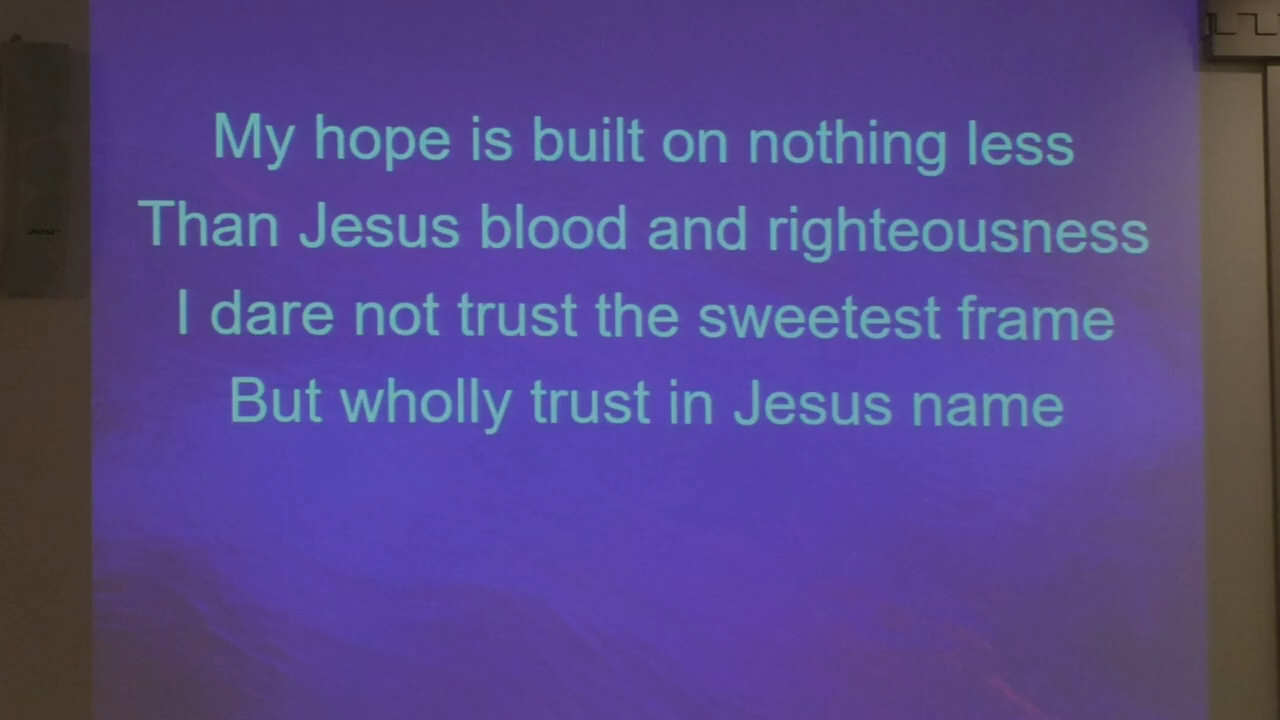 My hope is built on nothing less
Than Jesus blood and righteousness
I dare not trust the sweetest frame
But wholly trust in Jesus name